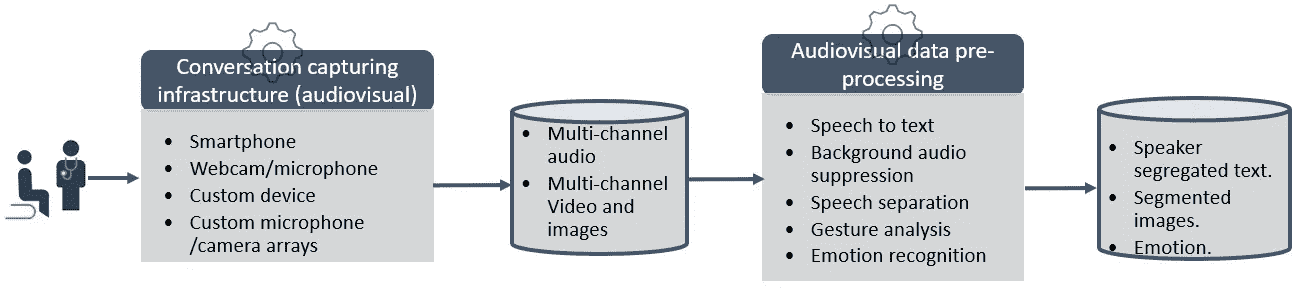 Conversation capturing
infrastructure (audiovisual)
• Smartphone
• Webcam/microphone
• Custom device
• Custom microphone
/camera arrays
• Multi-channel
audio
• Multi-channel
Video and
images
Audiovisual data pre-
processing
• Speech to text
• Background audio
suppression
• Speech separation
• Gesture analysis
• Emotion recognition
• Speaker
segregated text.
• Segmented
images.
• Emotion.